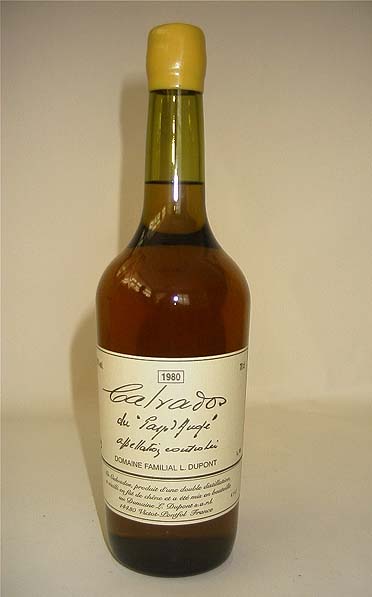 1980
Calvados
du "Pays d'Auge"
appellation controlée
DOMAINE FAMILIAL L. DUPONT
Ce Calvados, produit d'une double distillation,
a vieilli en fût de chêne et a été mis en bouteille
au Domaine L. Dupont s.a.r.l.
14430 Victot-Pontfol France